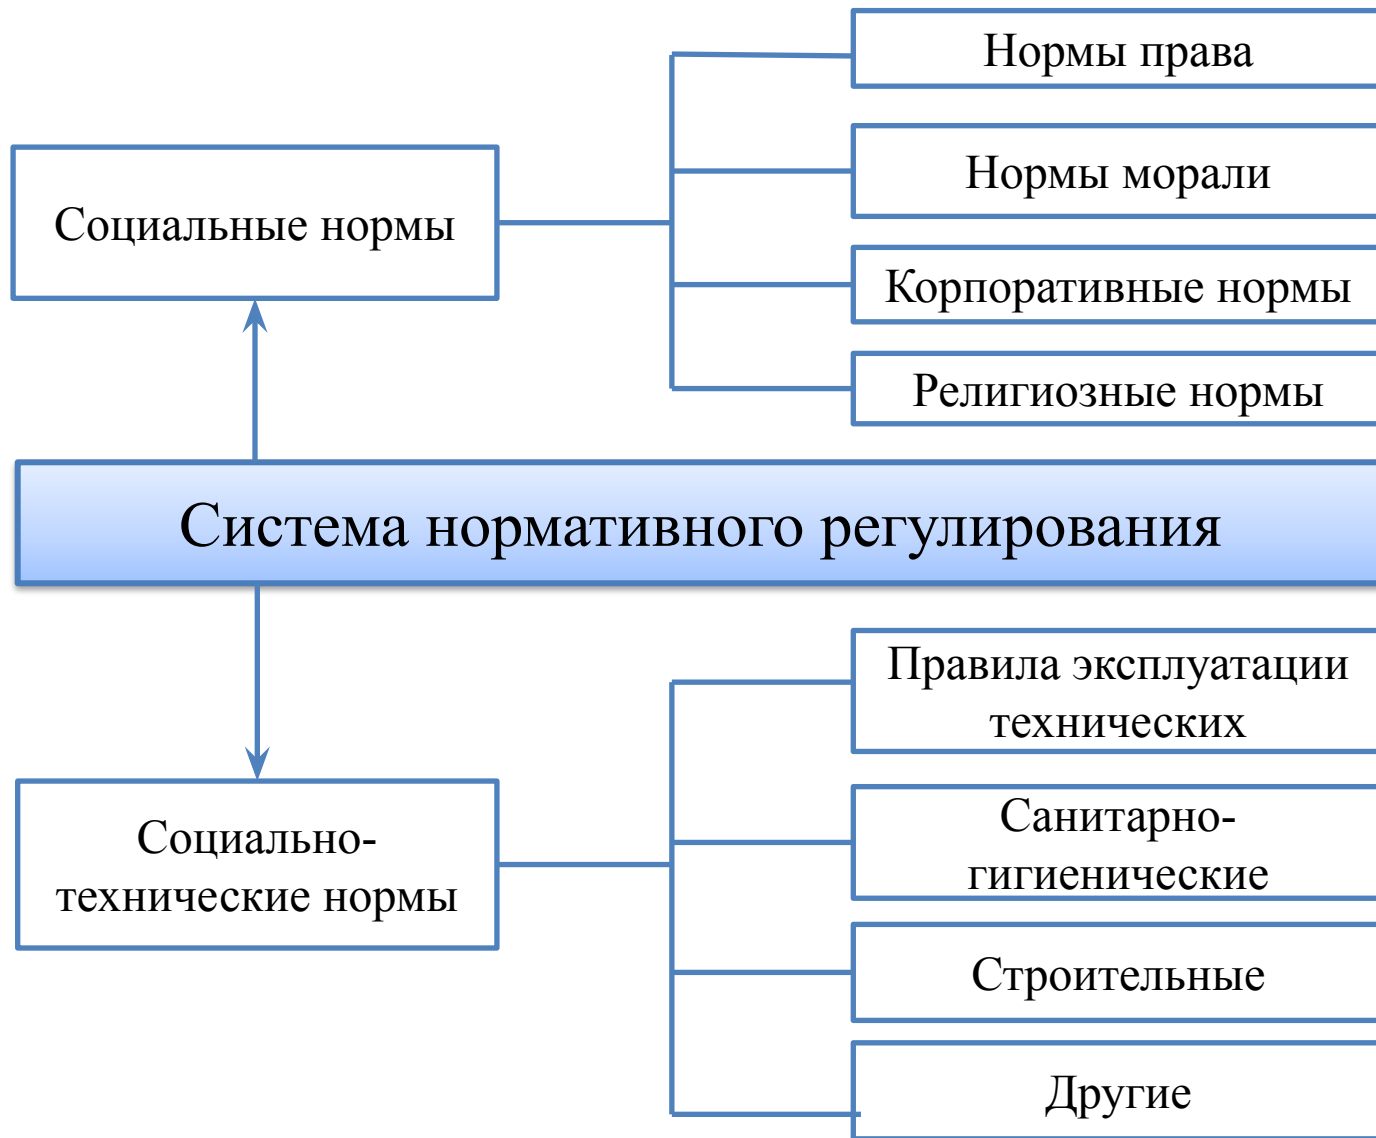 Нормы права
Нормы морали
Социальные нормы
Корпоративные нормы
Религиозные нормы
Система нормативного регулирования
Правила эксплуатации
технических
Социально-
технические нормы
Санитарно-
гигиенические
Строительные
Другие